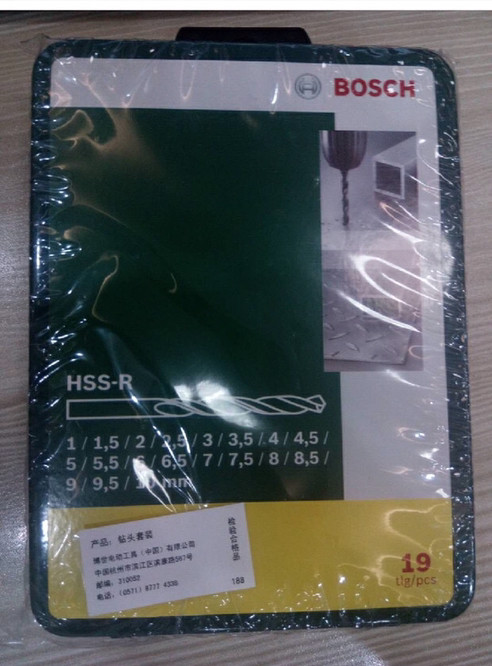 BOSCH
HSS-R
1 / 1,5 / 2 / 2,5 / 3 / 3,5 / 4 / 4,5 /
5 / 5,5 / 6 / 6,5 / 7 / 7,5 / 8 / 8,5 /
9 / 9,5 / 10 mm
产品: 钻头套装
博世电动工具(中国)有限公司
中国杭州市滨江区滨康路567号
邮编: 310052
电话: (0571) 8777 4335
检验合格品
188
19
tlg/pcs